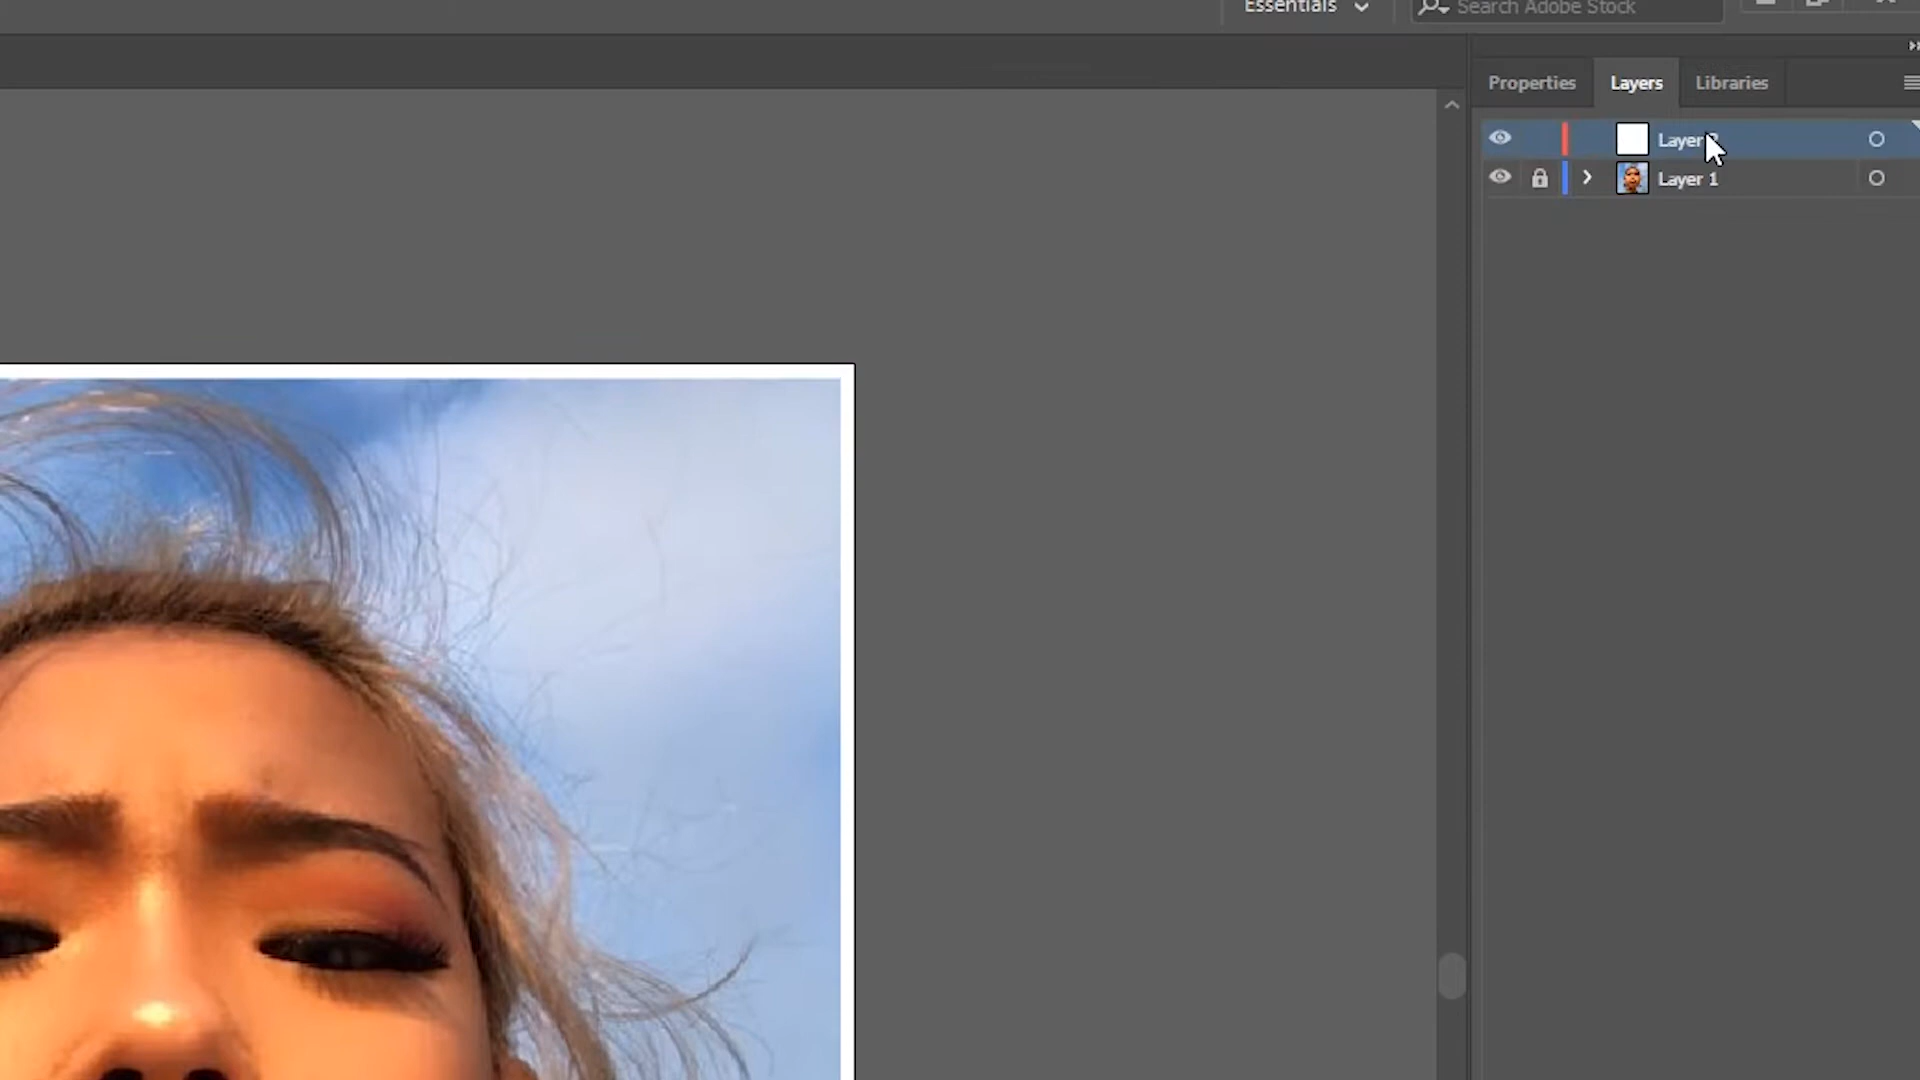 Essentials
Search Adobe Stock
Properties
Layers
Libraries
Layer
Layer 1